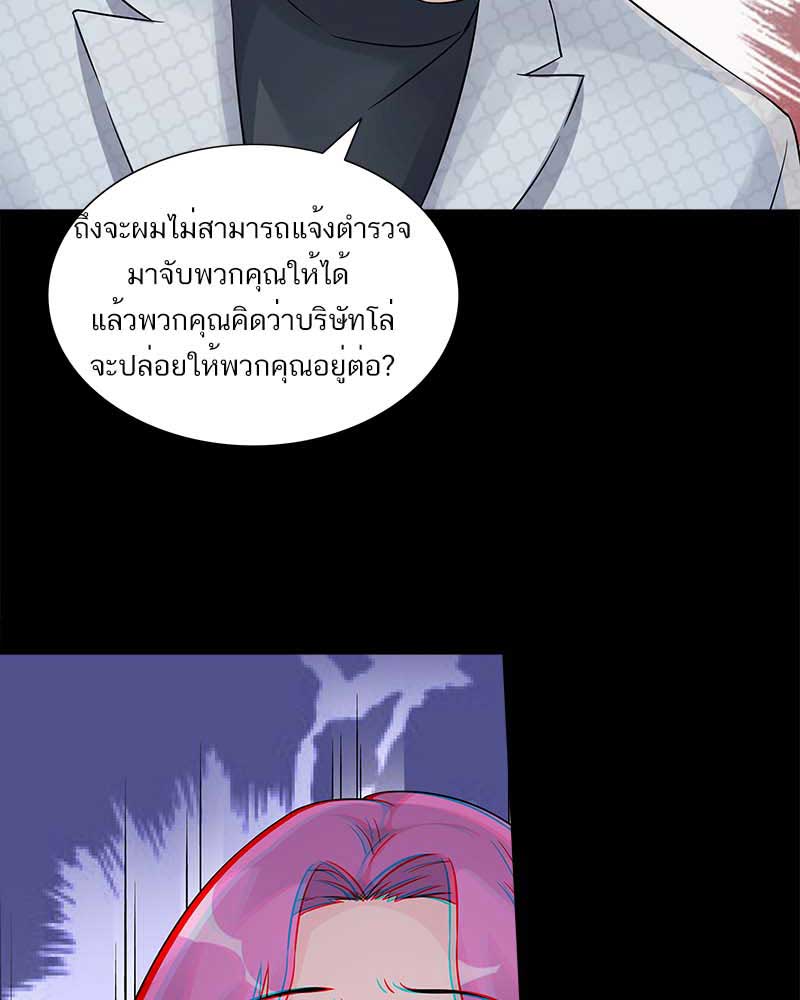 ถึงจะผมไม่สามารถแจ้งตำรวจ
มาจับพวกคุณให้ได้
แล้วพวกคุณคิดว่าบริษัทโล่
จะปล่อยให้พวกคุณอยู่ต่อ?